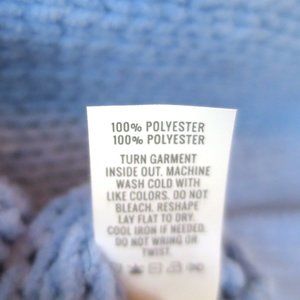 100% POLYESTER
100% POLYESTER
TURN GARMENT
INSIDE OUT. MACHINE
WASH COLD WITH
LIKE COLORS. DO NOT
BLEACH. RESHAPE
LAY FLAT TO DRY.
COOL IRON IF NEEDED.
DO NOT WRING OR
TWIST.